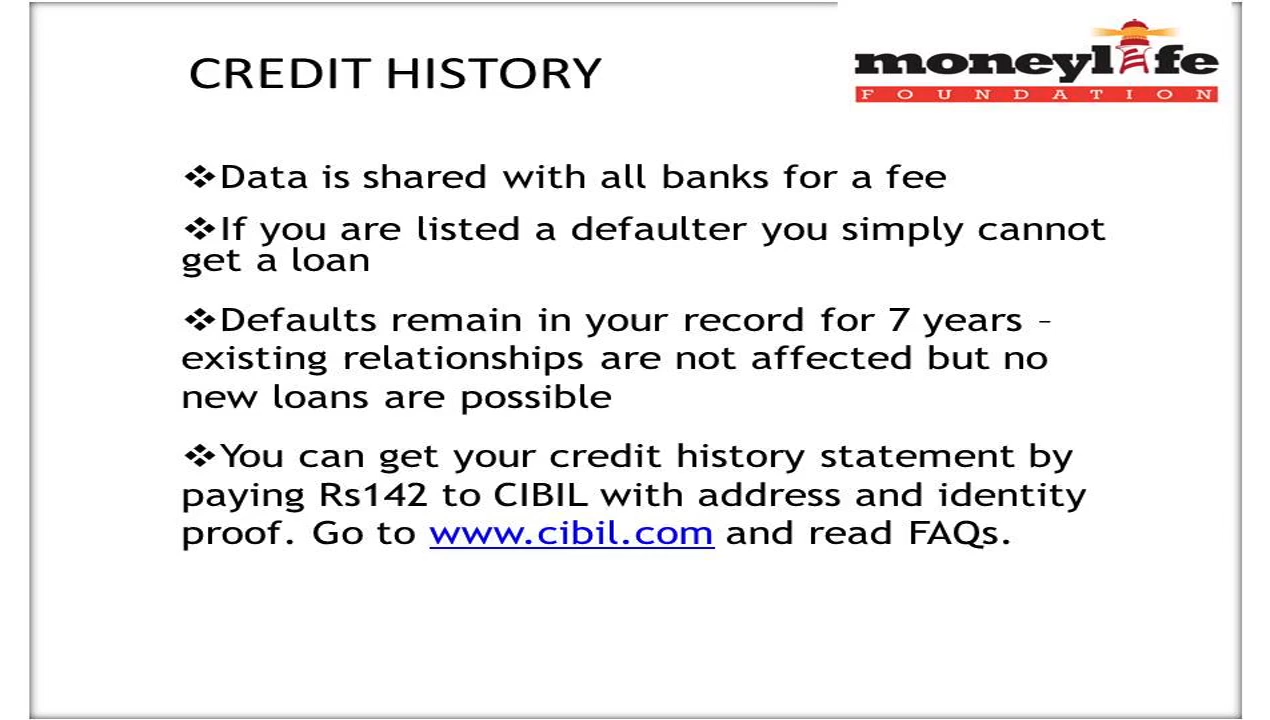 CREDIT HISTORY
moneylife
FOUNDATION
❖Data is shared with all banks for a fee
❖If you are listed a defaulter you simply cannot
get a loan
❖Defaults remain in your record for 7 years –
existing relationships are not affected but no
new loans are possible
❖You can get your credit history statement by
paying Rs142 to CIBIL with address and identity
proof. Go to www.cibil.com and read FAQs.